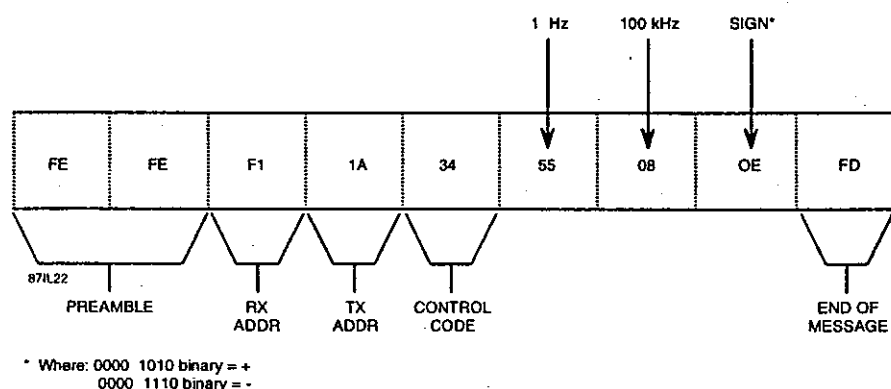 1 Hz 100 kHz SIGN*
FE FE F1 1A 34 55 08 OE FD
87IL22
PREAMBLE RX ADDR TX ADDR CONTROL CODE END OF MESSAGE
* Where: 0000 1010 binary = +
0000 1110 binary = -